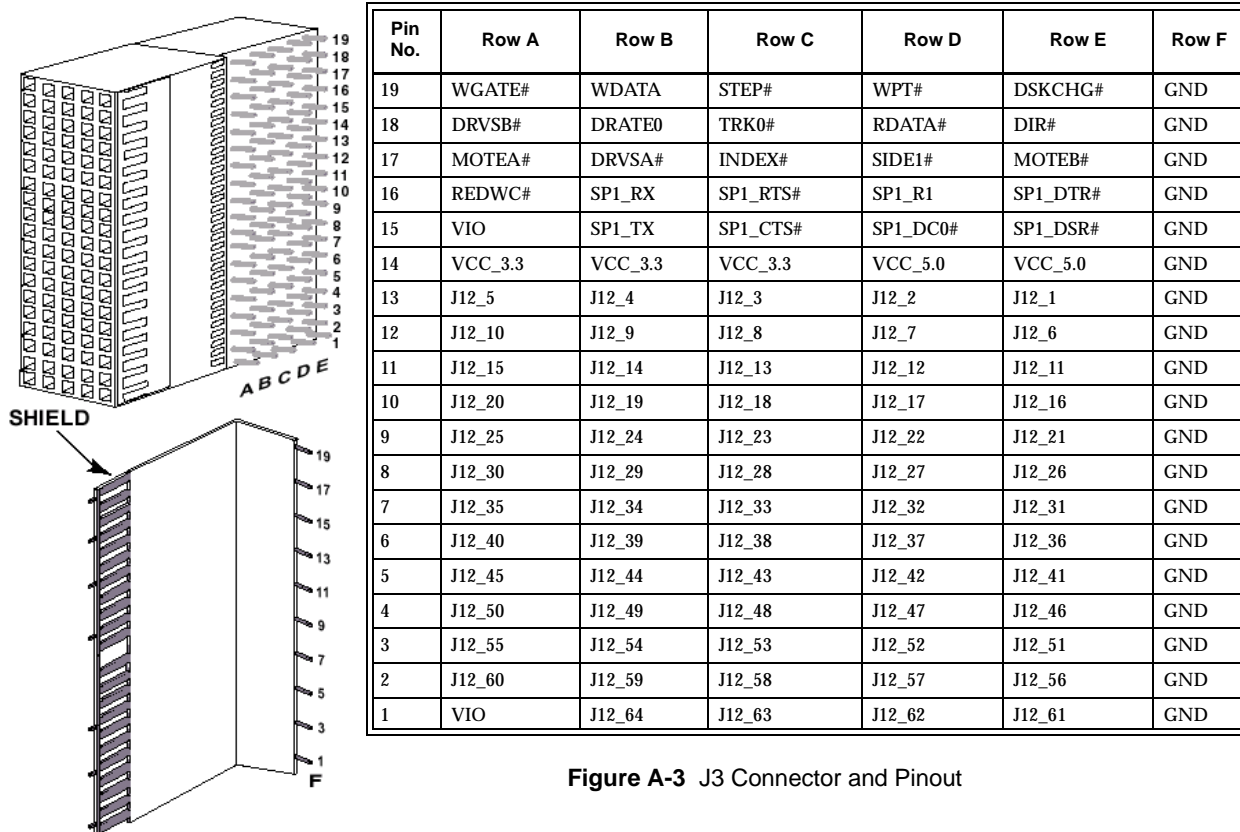 19
18
17
16
15
14
13
12
11
10
9
8
7
6
5
4
3
2
1
A B C D E
SHIELD
19
17
15
13
11
9
7
5
3
1
F
Pin No. Row A Row B Row C Row D Row E Row F
19 WGATE# WDATA STEP# WPT# DSKCHG# GND
18 DRVSB# DRATE0 TRK0# RDATA# DIR# GND
17 MOTEA# DRVSA# INDEX# SIDE1# MOTEB# GND
16 REDWC# SP1_RX SP1_RTS# SP1_R1 SP1_DTR# GND
15 VIO SP1_TX SP1_CTS# SP1_DC0# SP1_DSR# GND
14 VCC_3.3 VCC_3.3 VCC_3.3 VCC_5.0 VCC_5.0 GND
13 J12_5 J12_4 J12_3 J12_2 J12_1 GND
12 J12_10 J12_9 J12_8 J12_7 J12_6 GND
11 J12_15 J12_14 J12_13 J12_12 J12_11 GND
10 J12_20 J12_19 J12_18 J12_17 J12_16 GND
9 J12_25 J12_24 J12_23 J12_22 J12_21 GND
8 J12_30 J12_29 J12_28 J12_27 J12_26 GND
7 J12_35 J12_34 J12_33 J12_32 J12_31 GND
6 J12_40 J12_39 J12_38 J12_37 J12_36 GND
5 J12_45 J12_44 J12_43 J12_42 J12_41 GND
4 J12_50 J12_49 J12_48 J12_47 J12_46 GND
3 J12_55 J12_54 J12_53 J12_52 J12_51 GND
2 J12_60 J12_59 J12_58 J12_57 J12_56 GND
1 VIO J12_64 J12_63 J12_62 J12_61 GND
Figure A-3 J3 Connector and Pinout